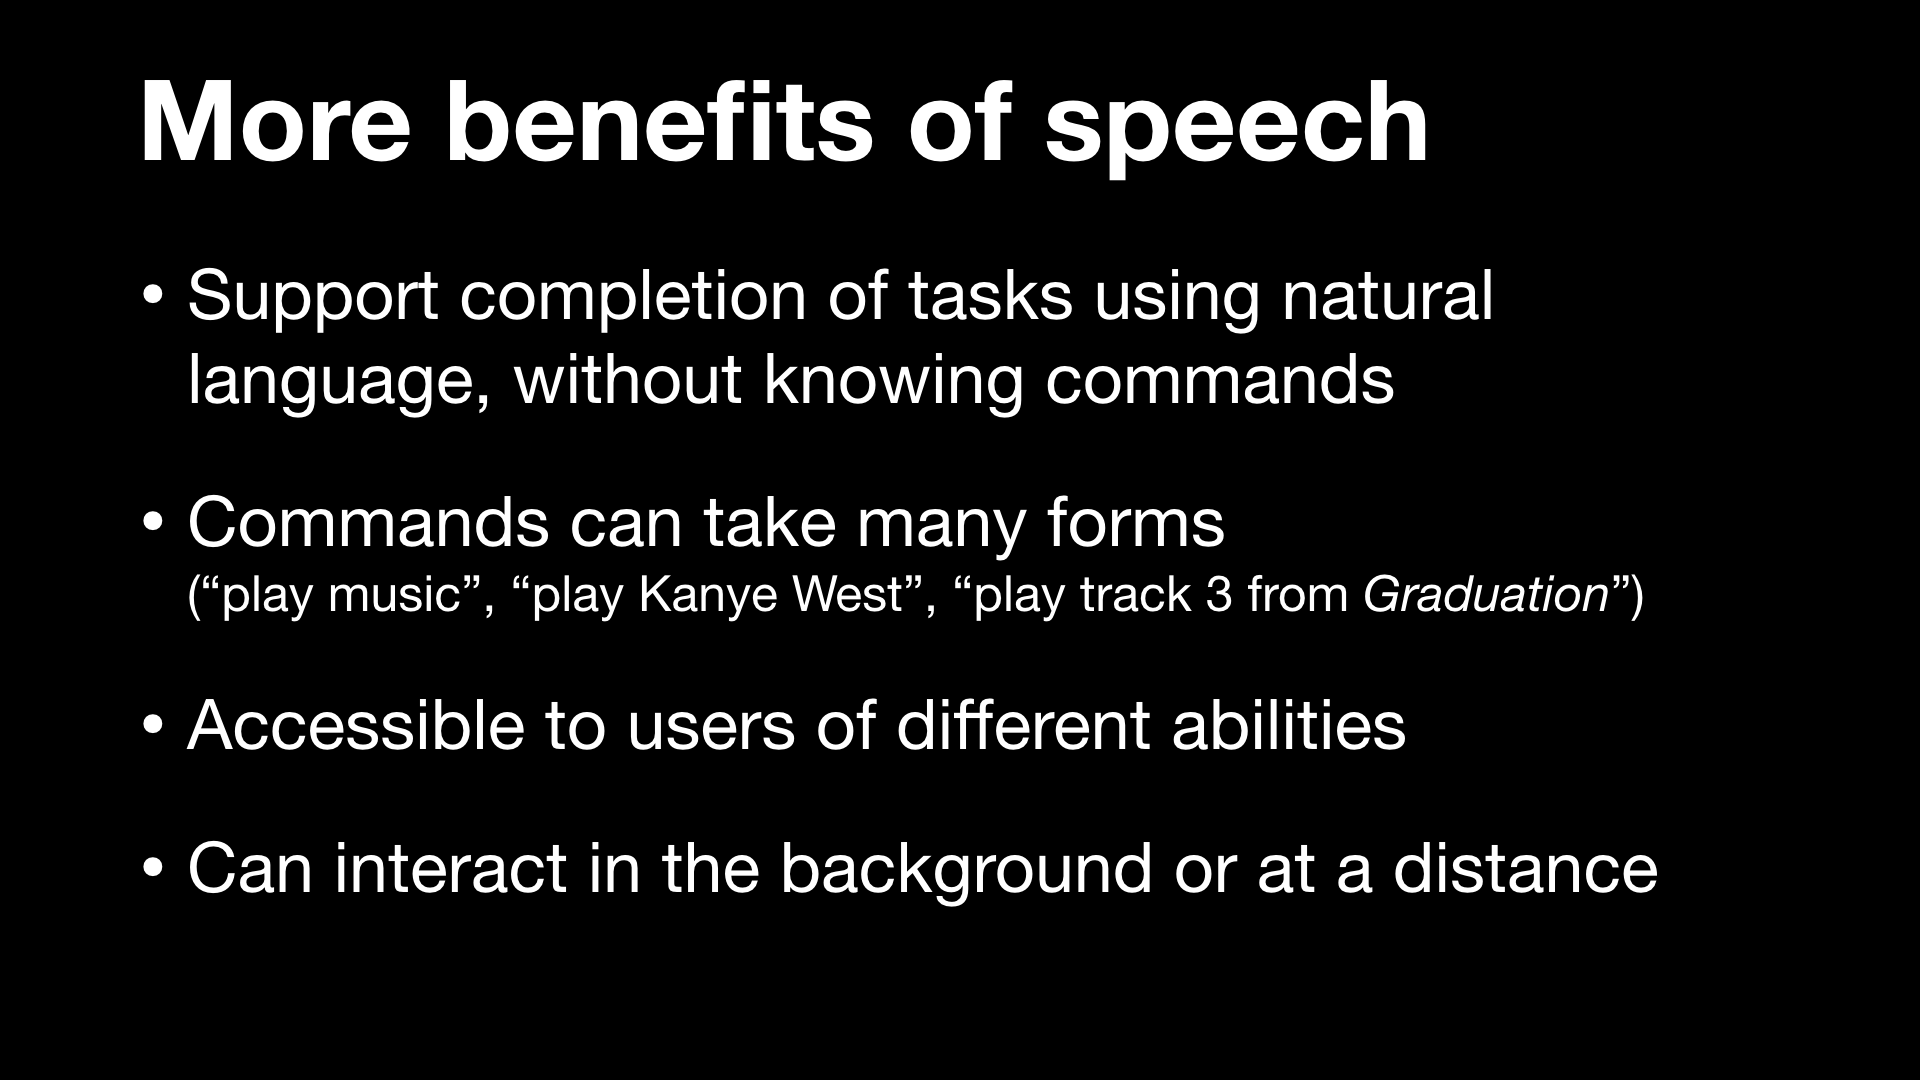 More benefits of speech
• Support completion of tasks using natural
language, without knowing commands
• Commands can take many forms
(“play music”, “play Kanye West”, “play track 3 from Graduation”)
• Accessible to users of different abilities
• Can interact in the background or at a distance